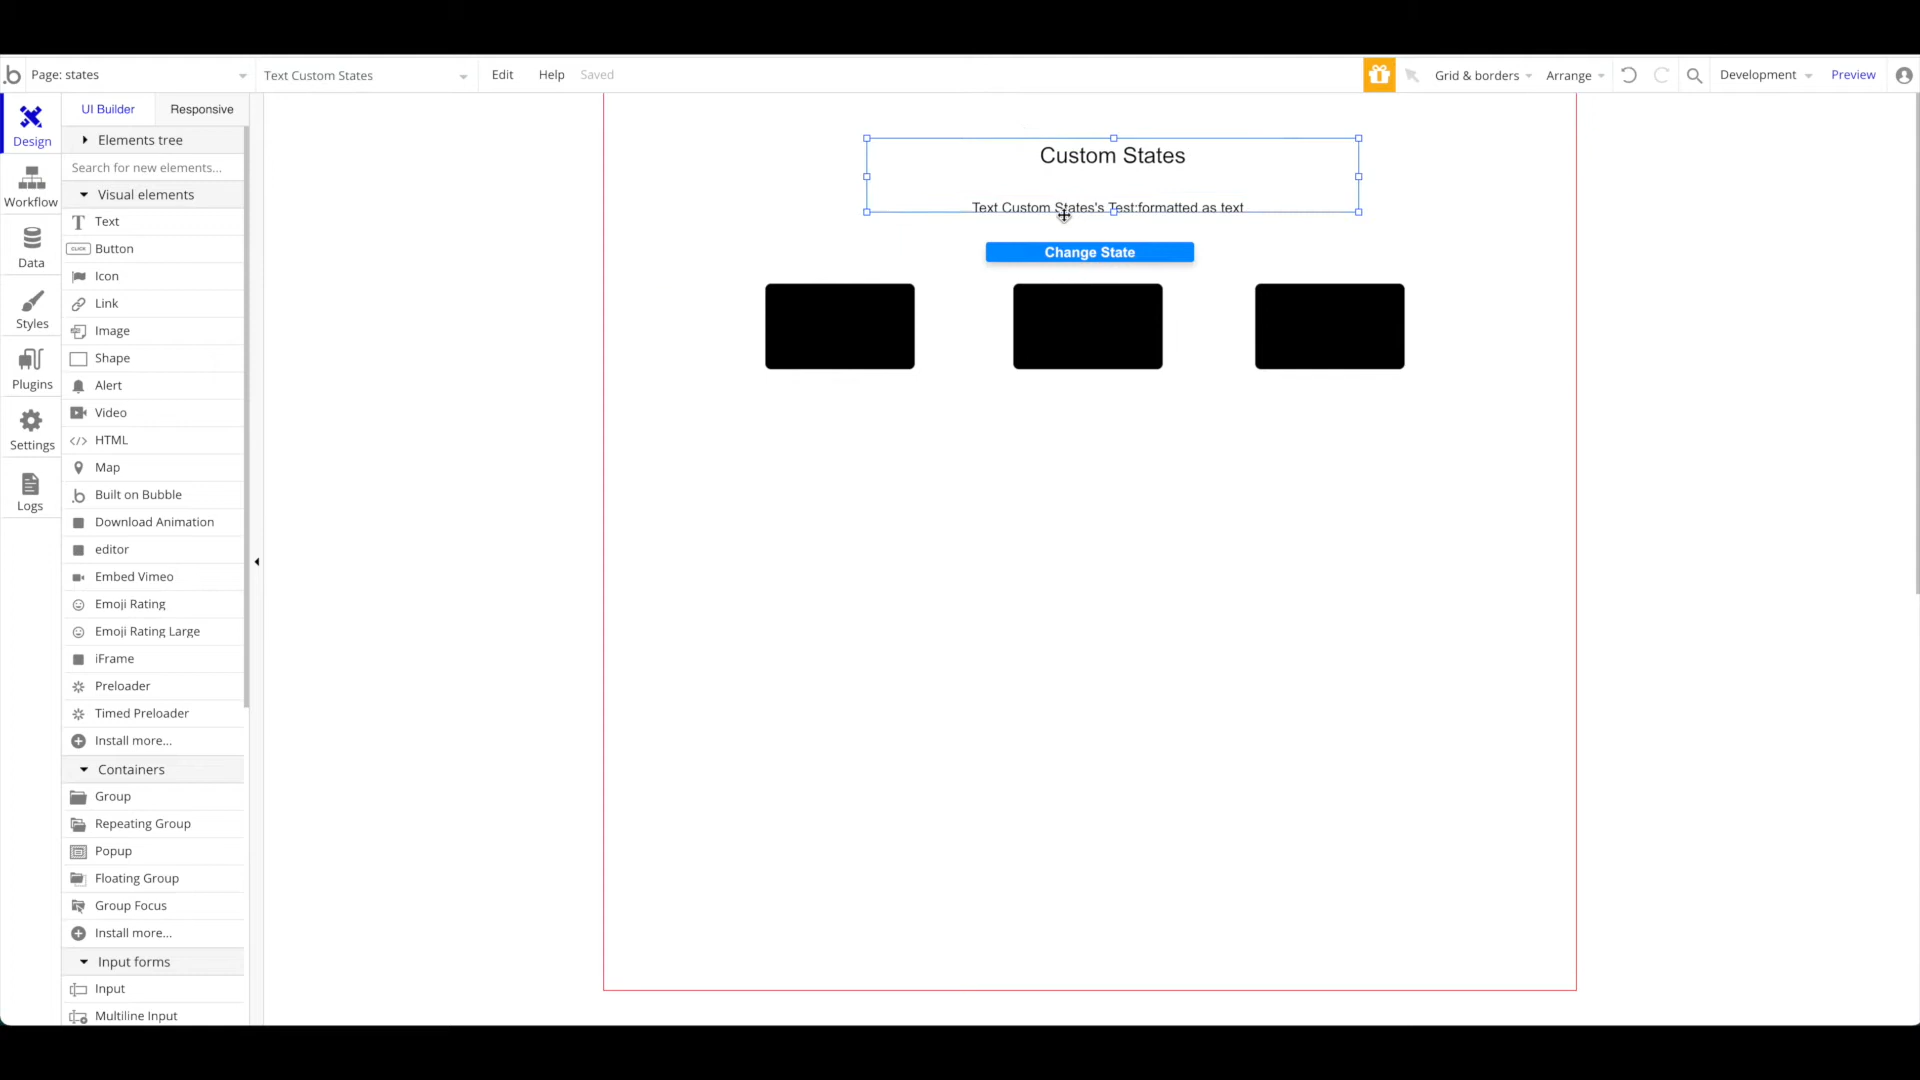 b Page: states
Text Custom States
Edit
Help
Saved
Grid & borders
Arrange
Development
Preview
UI Builder
Responsive
Design
Workflow
Data
Styles
Plugins
Settings
Logs
Elements tree
Search for new elements...
Visual elements
Text
CLICK Button
Icon
Link
Image
Shape
Alert
Video
</> HTML
Map
b Built on Bubble
Download Animation
editor
Embed Vimeo
Emoji Rating
Emoji Rating Large
iFrame
Preloader
Timed Preloader
Install more...
Containers
Group
Repeating Group
Popup
Floating Group
Group Focus
Install more...
Input forms
Input
Multiline Input
Custom States
Text Custom States's Test:formatted as text
Change State